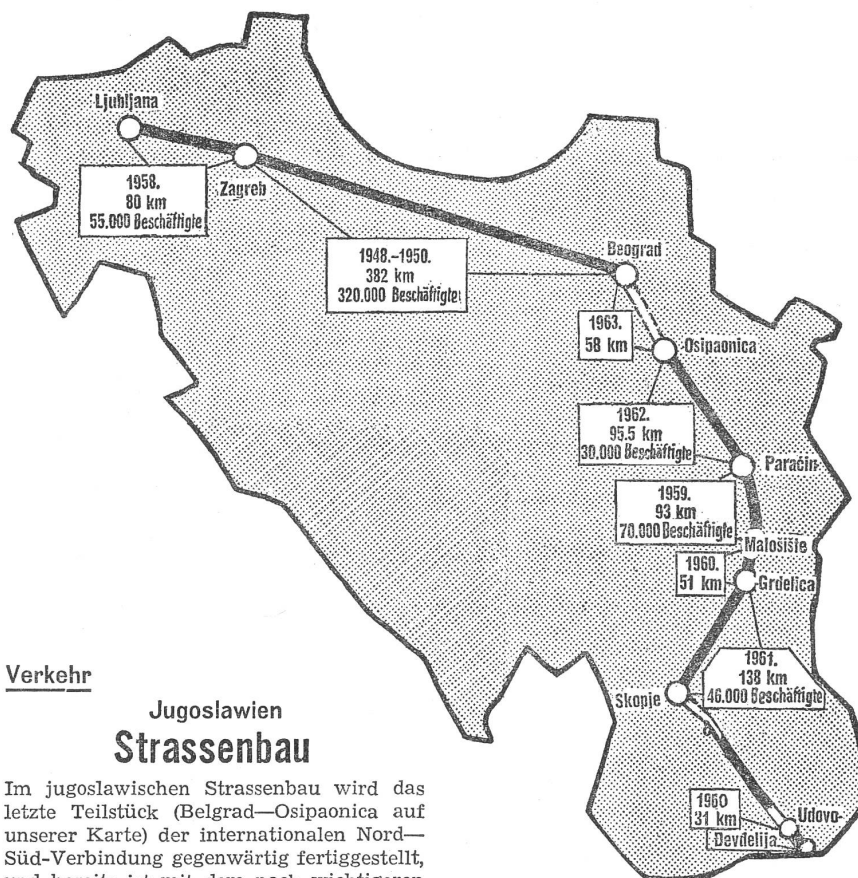 Ljubljana
1958.
80 km
55.000 Beschäftigte
Zagreb
1948.-1950.
382 km
320.000 Beschäftigte
Beograd
1963.
58 km
Osipaonica
1962.
95.5 km
30.000 Beschäftigte
Paraćin
1959.
93 km
70.000 Beschäftigte
Malošište
1960.
51 km
Grdelica
1961.
138 km
46.000 Beschäftigte
Skopje
1960
31 km
Udovo
Devđelija
Verkehr
Jugoslawien
Strassenbau
Im jugoslawischen Strassenbau wird das
letzte Teilstück (Belgrad—Osipaonica auf
unserer Karte) der internationalen Nord—
Süd-Verbindung gegenwärtig fertiggestellt,